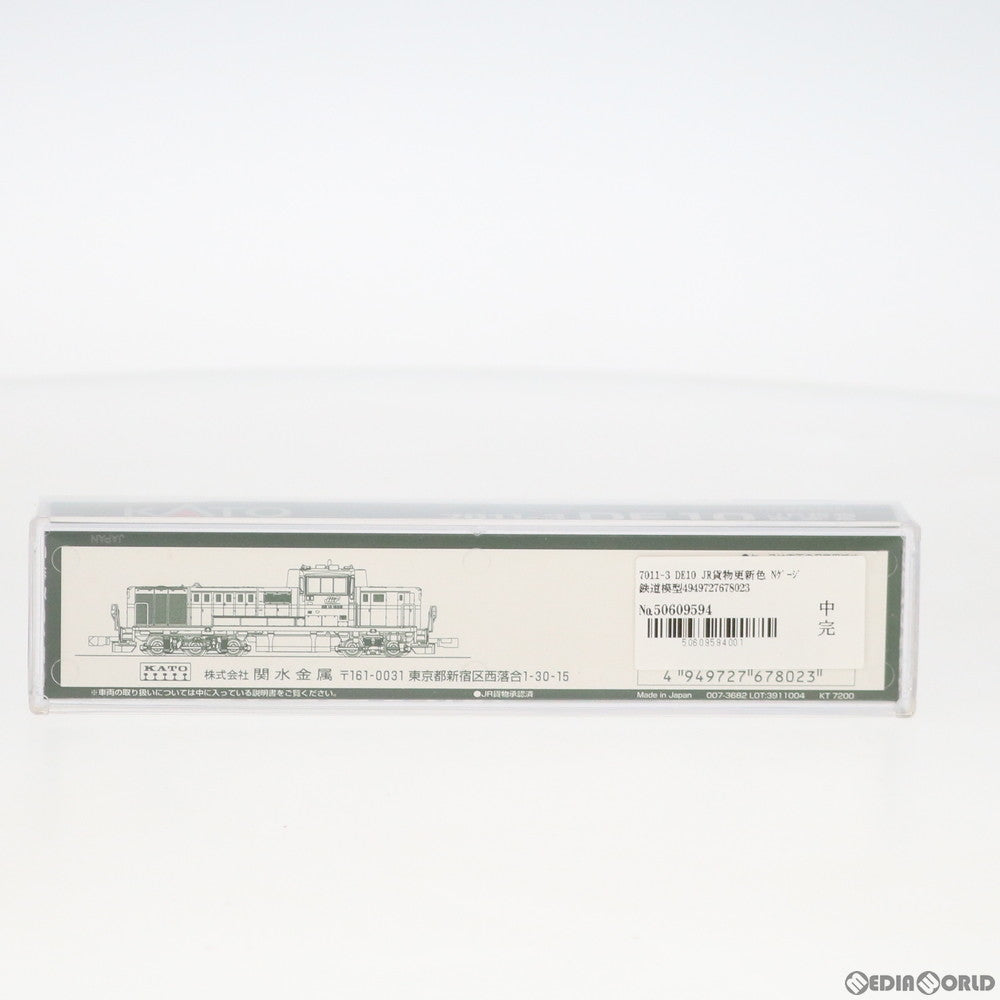 KATO
DE10
JAPAN
7011-3 DE10 JR貨物更新色 Nゲージ
鉄道模型4949727678023
No.50609594
50609594001
中
完
KATO
株式会社 関水金属 〒161-0031 東京都新宿区西落合1-30-15
4"949727"678023"
※車両の取り扱いについては中に入っている説明書をご覧ください。
●JR貨物承認済
Made in Japan 007-3682 LOT:3911004 KT 7200
MEDIAWORLD